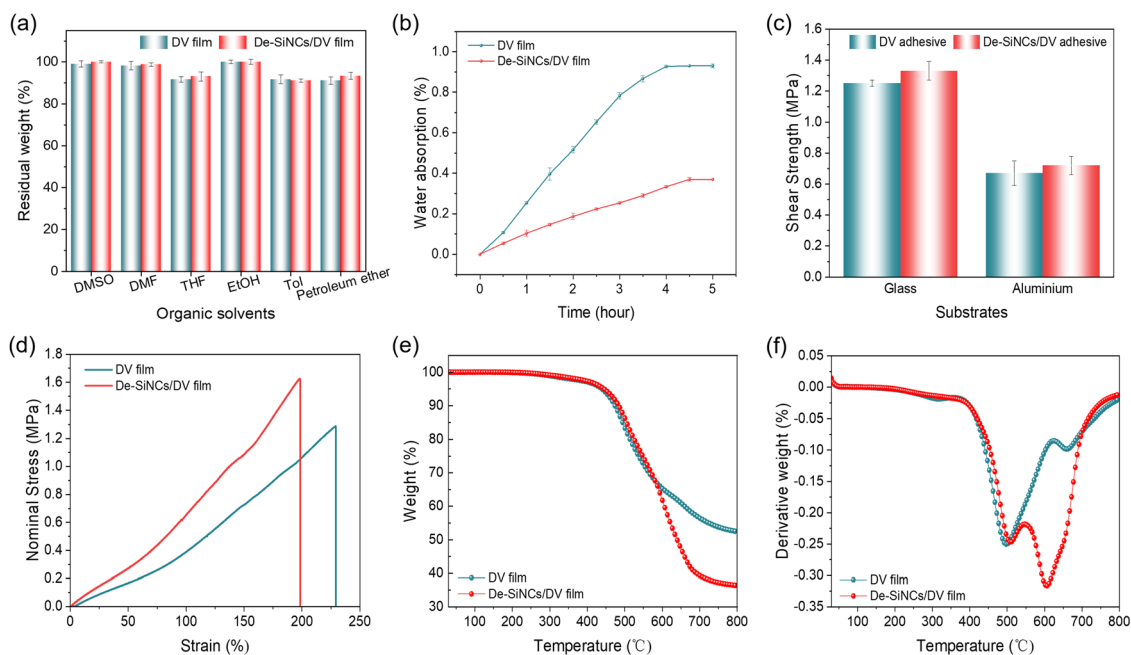 (a)
DV film
De-SiNCs/DV film
Residual weight (%)
100
80
60
40
20
0
DMSO
DMF
THF
EtOH
Tol
Petroleum ether
Organic solvents
(b)
DV film
De-SiNCs/DV film
Water absorption (%)
1.0
0.8
0.6
0.4
0.2
0.0
0 1 2 3 4 5
Time (hour)
(c)
DV adhesive
De-SiNCs/DV adhesive
Shear Strength (MPa)
1.6
1.4
1.2
1.0
0.8
0.6
0.4
0.2
0.0
Glass
Aluminium
Substrates
(d)
DV film
De-SiNCs/DV film
Nominal Stress (MPa)
1.8
1.6
1.4
1.2
1.0
0.8
0.6
0.4
0.2
0.0
0 50 100 150 200 250
Strain (%)
(e)
Weight (%)
100
90
80
70
60
50
40
30
DV film
De-SiNCs/DV film
100 200 300 400 500 600 700 800
Temperature (℃)
(f)
Derivative weight (%)
0.05
0.00
-0.05
-0.10
-0.15
-0.20
-0.25
-0.30
-0.35
DV film
De-SiNCs/DV film
100 200 300 400 500 600 700 800
Temperature (℃)